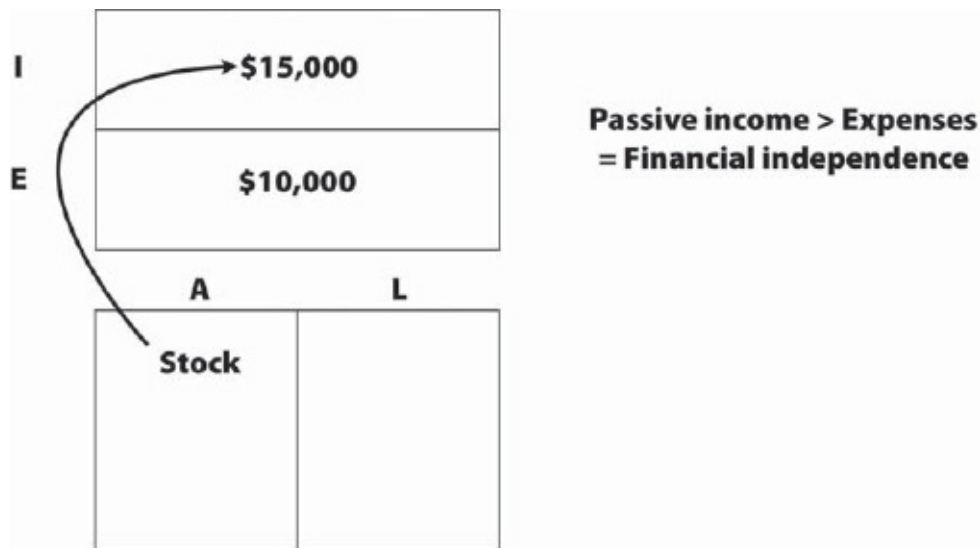 I
$15,000
Passive income > Expenses
= Financial independence
E
$10,000
A
L
Stock